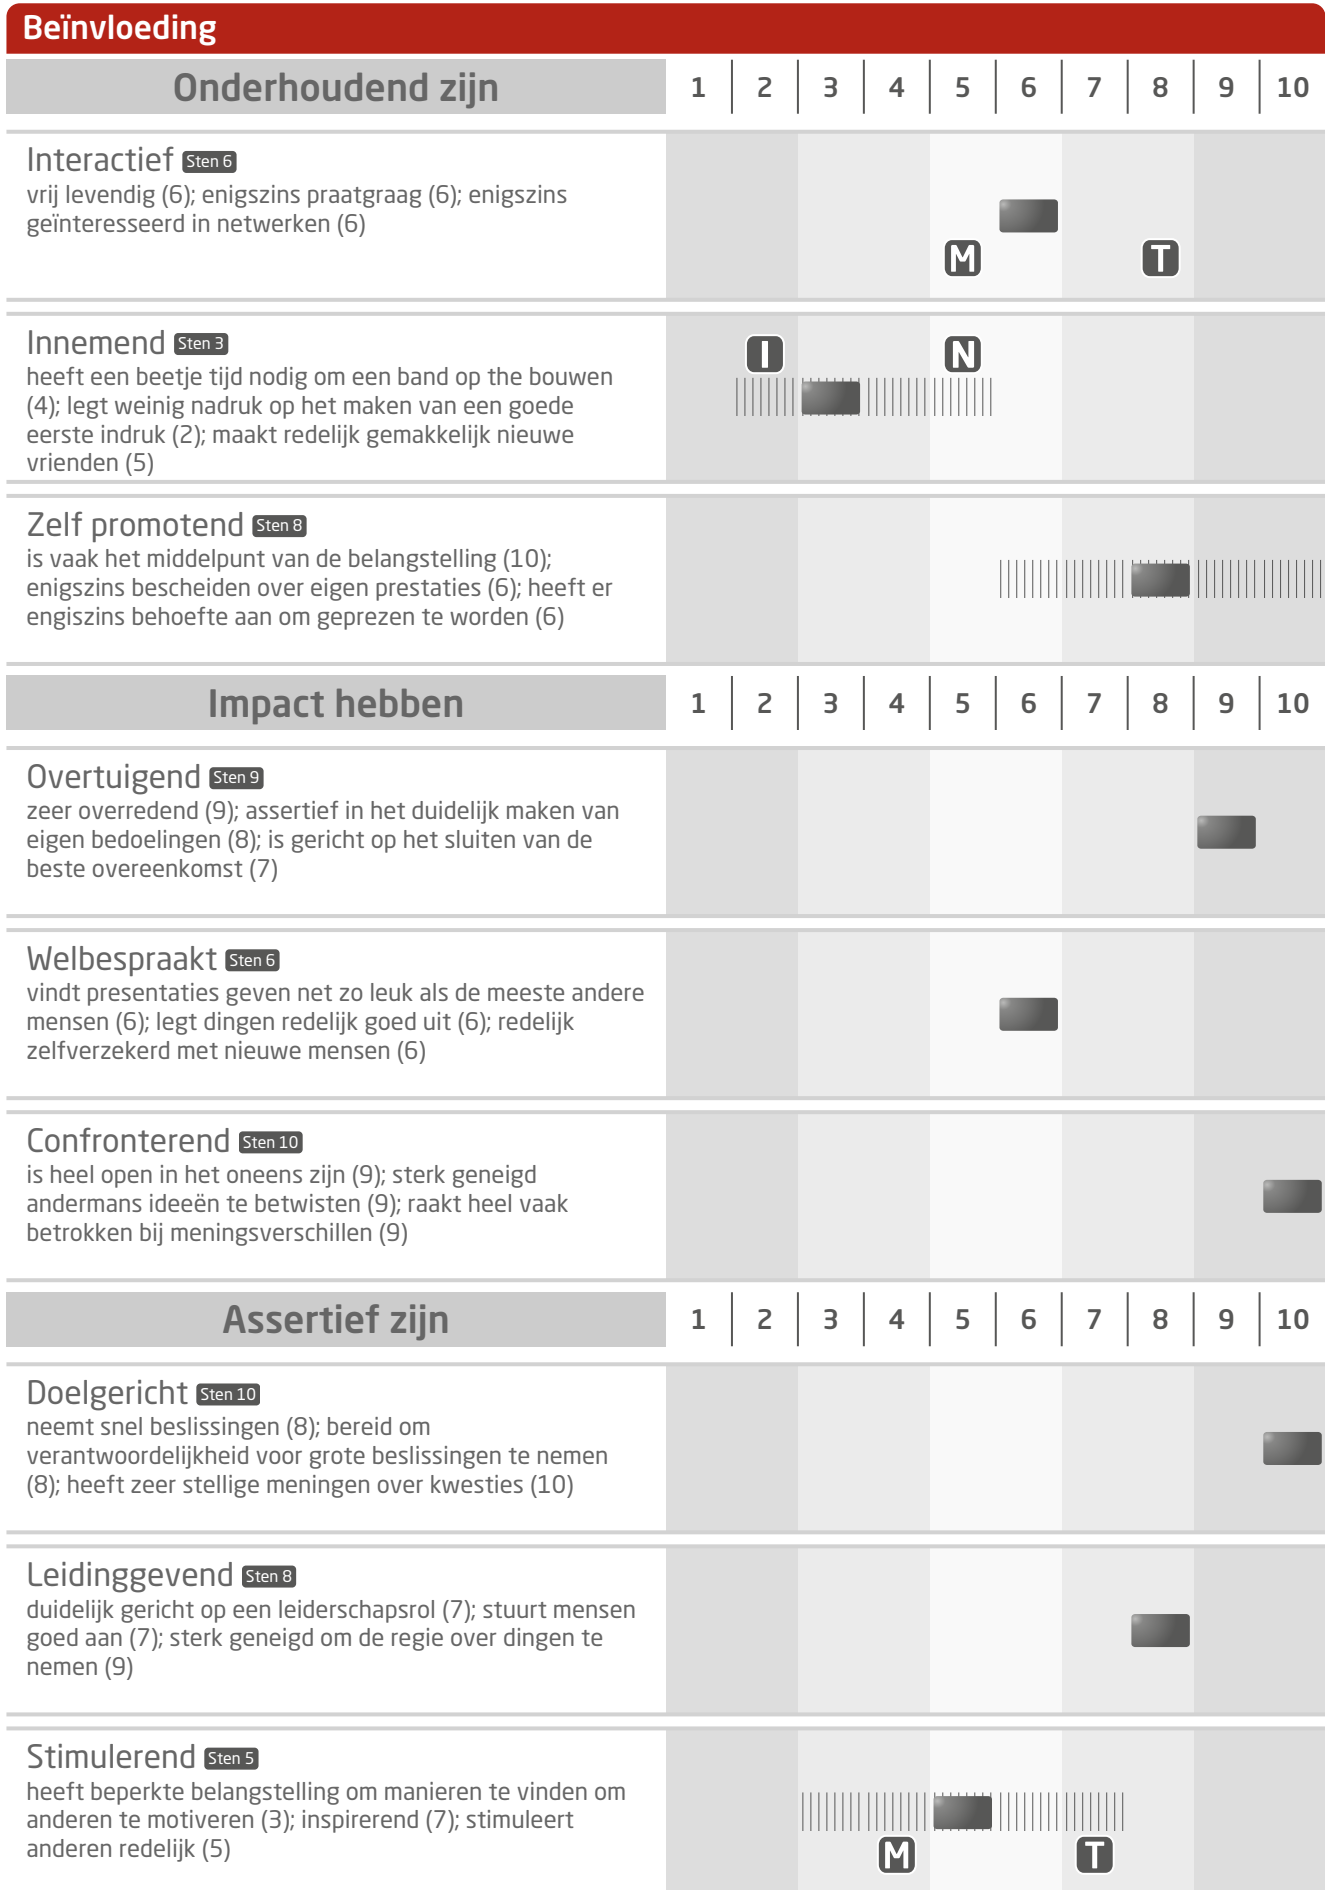 Beïnvloeding
Onderhoudend zijn 1 2 3 4 5 6 7 8 9 10
Interactief Sten 6
vrij levendig (6); enigszins praatgraag (6); enigszins
geïnteresseerd in netwerken (6)
M T
Innemend Sten 3
I N
heeft een beetje tijd nodig om een band op the bouwen
(4); legt weinig nadruk op het maken van een goede
eerste indruk (2); maakt redelijk gemakkelijk nieuwe
vrienden (5)
Zelf promotend Sten 8
is vaak het middelpunt van de belangstelling (10);
enigszins bescheiden over eigen prestaties (6); heeft er
engiszins behoefte aan om geprezen te worden (6)
Impact hebben 1 2 3 4 5 6 7 8 9 10
Overtuigend Sten 9
zeer overredend (9); assertief in het duidelijk maken van
eigen bedoelingen (8); is gericht op het sluiten van de
beste overeenkomst (7)
Welbespraakt Sten 6
vindt presentaties geven net zo leuk als de meeste andere
mensen (6); legt dingen redelijk goed uit (6); redelijk
zelfverzekerd met nieuwe mensen (6)
Confronterend Sten 10
is heel open in het oneens zijn (9); sterk geneigd
andermans ideeën te betwisten (9); raakt heel vaak
betrokken bij meningsverschillen (9)
Assertief zijn 1 2 3 4 5 6 7 8 9 10
Doelgericht Sten 10
neemt snel beslissingen (8); bereid om
verantwoordelijkheid voor grote beslissingen te nemen
(8); heeft zeer stellige meningen over kwesties (10)
Leidinggevend Sten 8
duidelijk gericht op een leiderschapsrol (7); stuurt mensen
goed aan (7); sterk geneigd om de regie over dingen te
nemen (9)
Stimulerend Sten 5
heeft beperkte belangstelling om manieren te vinden om
anderen te motiveren (3); inspirerend (7); stimuleert
anderen redelijk (5)
M T